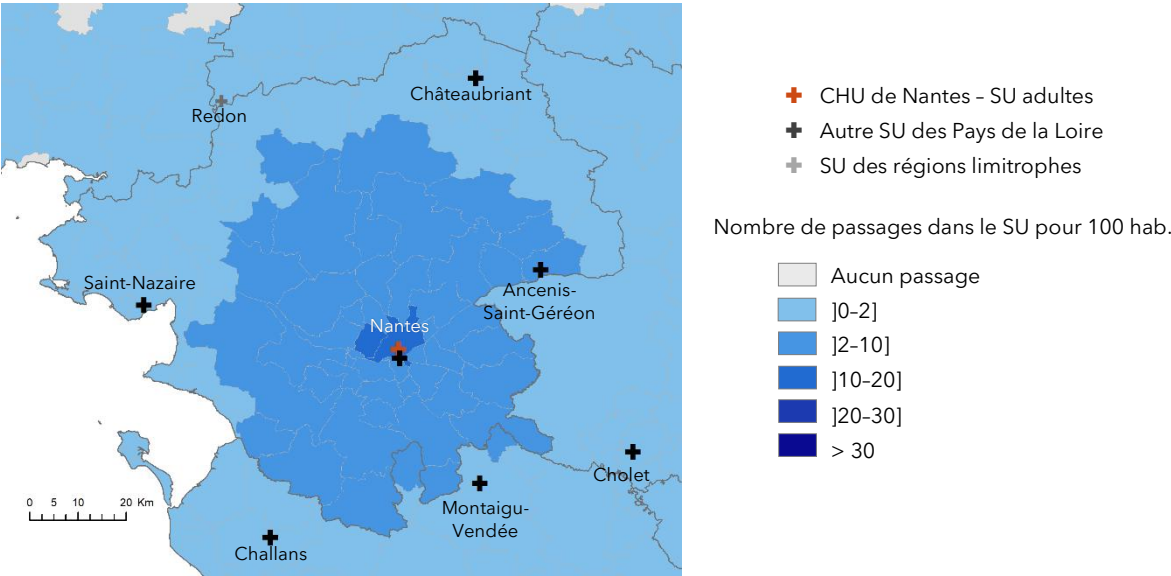 Châteaubriant
Redon
Saint-Nazaire
Ancenis-
Saint-Géréon
Nantes
Cholet
Montaigu-
Vendée
Challans
0 5 10 20 Km
CHU de Nantes – SU adultes
Autre SU des Pays de la Loire
SU des régions limitrophes
Nombre de passages dans le SU pour 100 hab.
Aucun passage
]0–2]
]2–10]
]10–20]
]20–30]
> 30